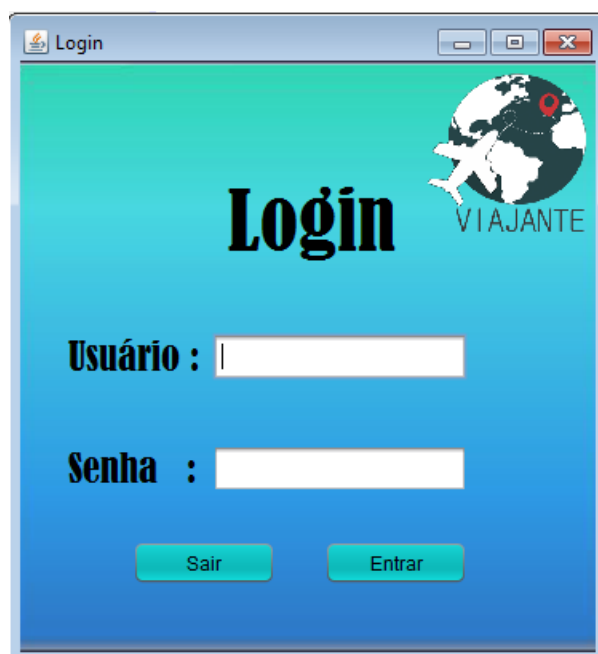 Login
VIAJANTE
Login
Usuário :
Senha :
Sair
Entrar